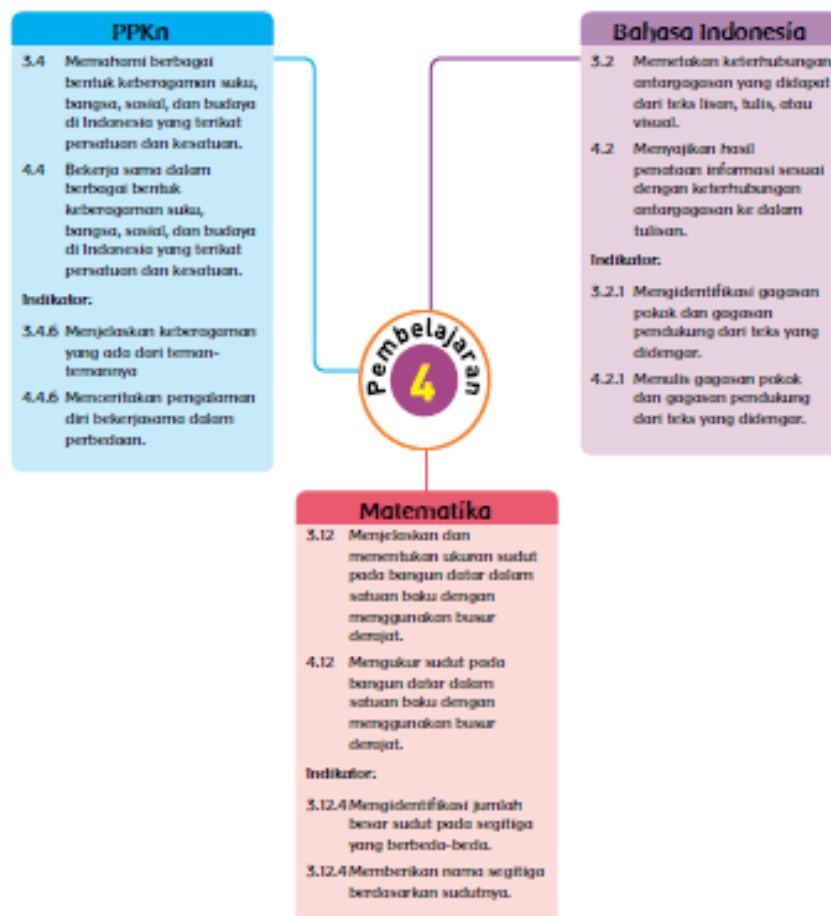 PPKn
3.4 Memahami berbagai
bentuk keberagaman suku,
bangsa, sosial, dan budaya
di Indonesia yang terikat
persatuan dan kesatuan.
4.4 Bekerja sama dalam
berbagai bentuk
keberagaman suku,
bangsa, sosial, dan budaya
di Indonesia yang terikat
persatuan dan kesatuan.
Indikator:
3.4.6 Menjelaskan keberagaman
yang ada dari teman-
temannya
4.4.6 Menceritakan pengalaman
diri bekerjasama dalam
perbedaan.
Bahasa Indonesia
3.2 Memetakan keterhubungan
antargagasan yang didapat
dari teks lisan, tulis, atau
visual.
4.2 Menyajikan hasil
penataan informasi sesuai
dengan keterhubungan
antargagasan ke dalam
tulisan.
Indikator:
3.2.1 Mengidentifikasi gagasan
pokok dan gagasan
pendukung dari teks yang
didengar.
4.2.1 Menulis gagasan pokok
dan gagasan pendukung
dari teks yang didengar.
Pembelajaran
4
Matematika
3.12 Menjelaskan dan
menentukan ukuran sudut
pada bangun datar dalam
satuan baku dengan
menggunakan busur
derajat.
4.12 Mengukur sudut pada
bangun datar dalam
satuan baku dengan
menggunakan busur
derajat.
Indikator:
3.12.4 Mengidentifikasi jumlah
besar sudut pada segitiga
yang berbeda-beda.
3.12.4 Memberikan nama segitiga
berdasarkan sudutnya.